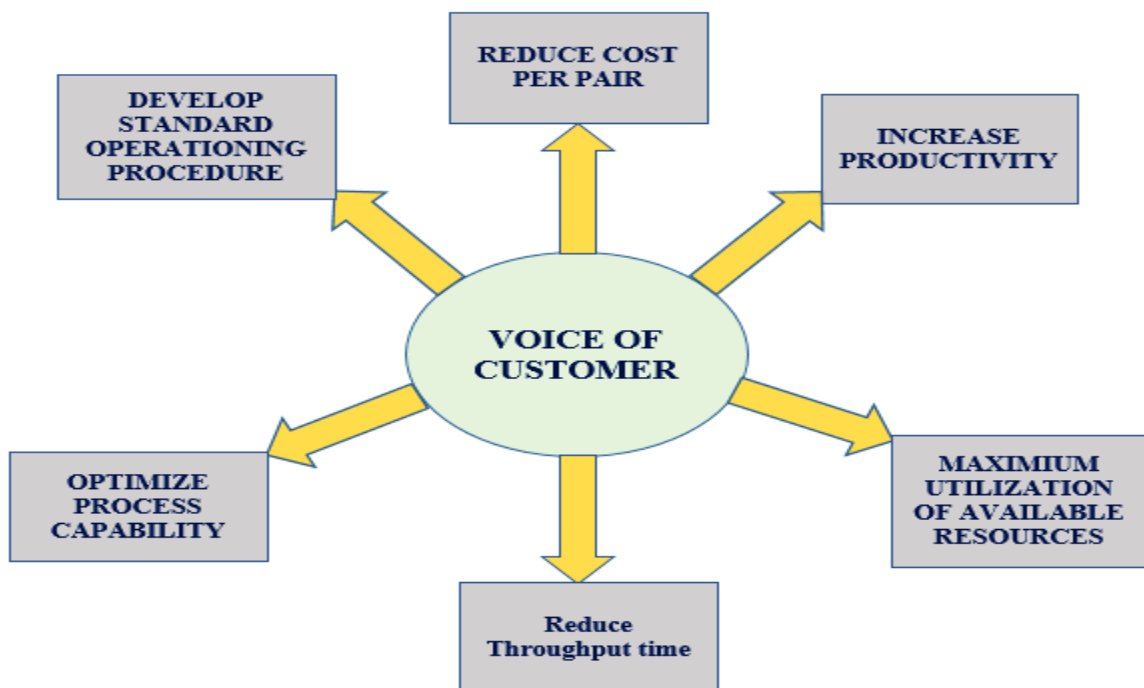 REDUCE COST
PER PAIR
DEVELOP
STANDARD
OPERATIONING
PROCEDURE
INCREASE
PRODUCTIVITY
VOICE OF
CUSTOMER
OPTIMIZE
PROCESS
CAPABILITY
MAXIMIUM
UTILIZATION
OF AVAILABLE
RESOURCES
Reduce
Throughput time